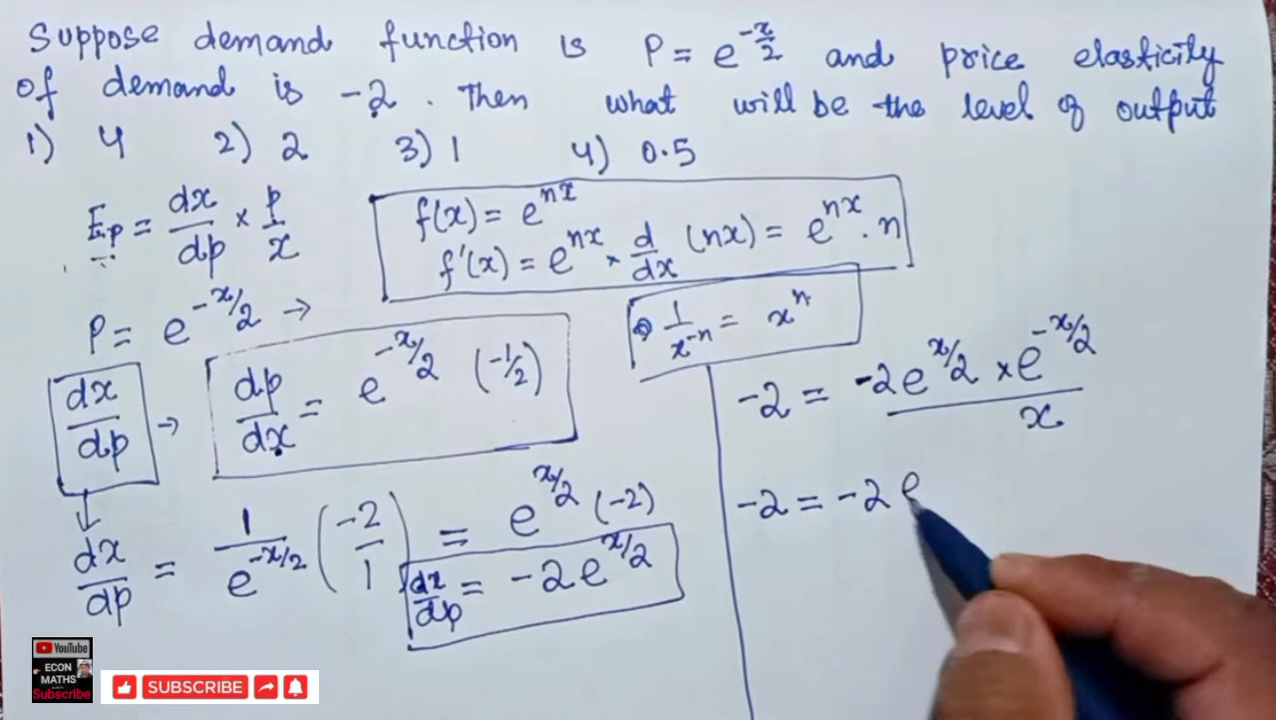 Suppose demand function is P = e^{-x/2} and price elasticity
of demand is -2. Then what will be the level of output
1) 4 2) 2 3) 1 4) 0.5
Ep = dx/dp × p/x
f(x) = e^{nx}
f'(x) = e^{nx} × d/dx (nx) = e^{nx} . n
P = e^{-x/2} →
1/x^{-n} = x^n
dx/dp → dp/dx = e^{-x/2} (-1/2)
dx/dp = 1/e^{-x/2} (-2/1) = e^{x/2} (-2)
dx/dp = -2e^{x/2}
-2 = -2e^{x/2} × e^{-x/2} / x
-2 = -2 e
YouTube
ECON
MATHS
Subscribe
SUBSCRIBE